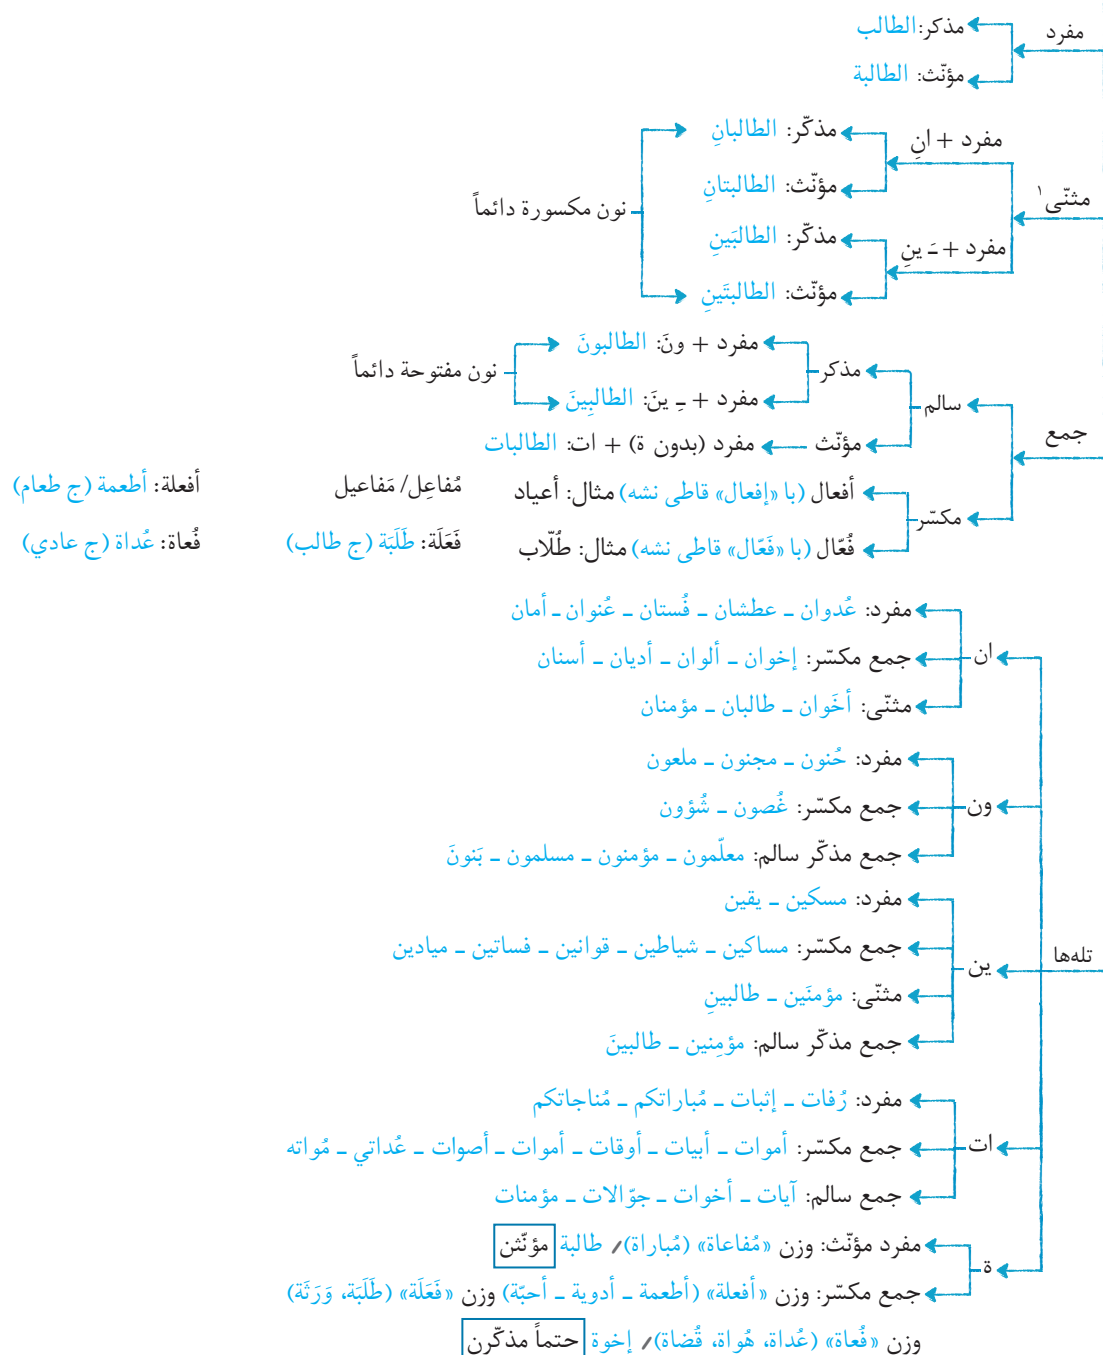 مفرد
مذكر: الطالب
مؤنّث: الطالبة
مثنّى١
مفرد + انِ
مذكّر: الطالبانِ
مؤنّث: الطالبتانِ
مفرد + ـَ ينِ
مذكّر: الطالبَينِ
مؤنّث: الطالبتَينِ
نون مكسورة دائماً
جمع
سالم
مذكر
مفرد + ونَ: الطالبونَ
مفرد + ـِ ينَ: الطالبِينَ
نون مفتوحة دائماً
مؤنّث
مفرد (بدون ة) + ات: الطالبات
مكسّر
أفعال (با «إفعال» قاطی نشه) مثال: أعياد
مُفاعِل/ مَفاعيل
أفعلة: أطعمة (ج طعام)
فُعّال (با «فَعّال» قاطی نشه) مثال: طُلّاب
فَعَلَة: طَلَبَة (ج طالب)
فُعاة: عُداة (ج عادي)
تله‌ها
ان
مفرد: عُدوان ـ عطشان ـ فُستان ـ عُنوان ـ أمان
جمع مكسّر: إخوان ـ ألوان ـ أديان ـ أسنان
مثنّى: أخَوان ـ طالبان ـ مؤمنان
ون
مفرد: حُنون ـ مجنون ـ ملعون
جمع مكسّر: غُصون ـ شُؤون
جمع مذكّر سالم: معلّمون ـ مؤمنون ـ مسلمون ـ بَنونَ
ين
مفرد: مسكين ـ يقين
جمع مكسّر: مساكين ـ شياطين ـ قوانين ـ فساتين ـ ميادين
مثنّى: مؤمنَين ـ طالبينِ
جمع مذكّر سالم: مؤمِنين ـ طالبينَ
ات
مفرد: رُفات ـ إثبات ـ مُباراتكم ـ مُناجاتكم
جمع مكسّر: أموات ـ أبيات ـ أوقات ـ أموات ـ أصوات ـ عُداتي ـ مُواته
جمع سالم: آيات ـ أخوات ـ جوّالات ـ مؤمنات
ة
مفرد مؤنّث: وزن «مُفاعاة» (مُباراة)/ طالبة مؤنّثن
جمع مكسّر: وزن «أفعلة» (أطعمة ـ أدوية ـ أحبّة) وزن «فَعَلَة» (طَلَبَة، وَرَثَة)
وزن «فُعاة» (عُداة، هُواة، قُضاة)/ إخوة حتماً مذكّرن